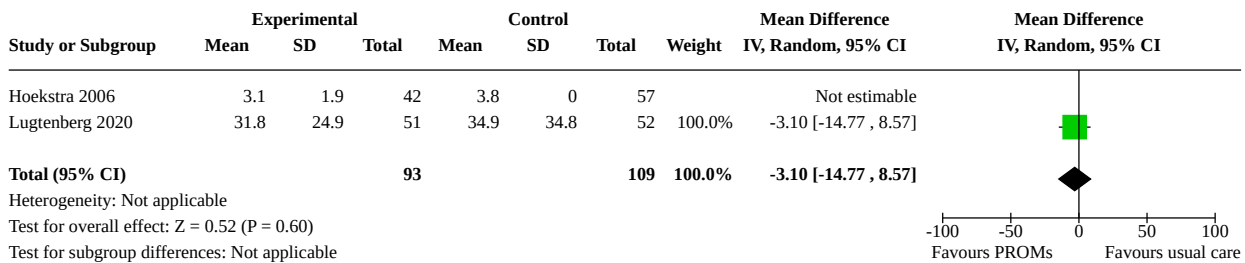 Experimental Control Mean Difference Mean Difference
Study or Subgroup Mean SD Total Mean SD Total Weight IV, Random, 95% CI IV, Random, 95% CI
Hoekstra 2006 3.1 1.9 42 3.8 0 57 Not estimable
Lugtenberg 2020 31.8 24.9 51 34.9 34.8 52 100.0% -3.10 [-14.77 , 8.57]
Total (95% CI) 93 109 100.0% -3.10 [-14.77 , 8.57]
Heterogeneity: Not applicable
Test for overall effect: Z = 0.52 (P = 0.60)
-100 -50 0 50 100
Test for subgroup differences: Not applicable Favours PROMs Favours usual care